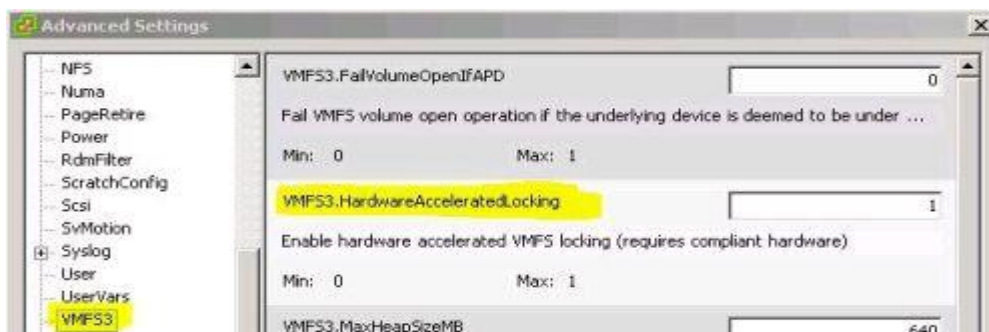 Advanced Settings
NFS
Numa
PageRetire
Power
RdmFilter
ScratchConfig
Scsi
SvMotion
Syslog
User
UserVars
VMFS3
VMFS3.FailVolumeOpenIfAPD 0
Fail VMFS volume open operation if the underlying device is deemed to be under ...
Min: 0 Max: 1
VMFS3.HardwareAcceleratedLocking 1
Enable hardware accelerated VMFS locking (requires compliant hardware)
Min: 0 Max: 1
VMFS3.MaxHeapSizeMB 640